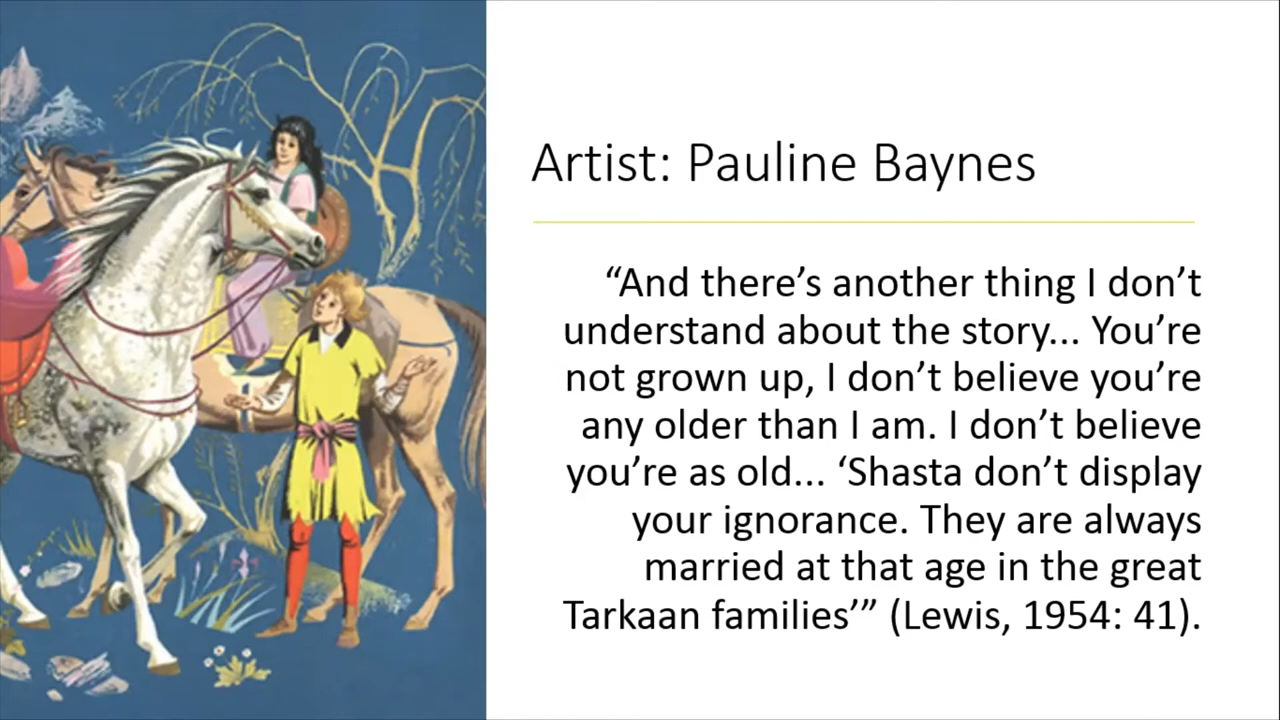 Artist: Pauline Baynes
“And there’s another thing I don’t
understand about the story... You’re
not grown up, I don’t believe you’re
any older than I am. I don’t believe
you’re as old... ‘Shasta don’t display
your ignorance. They are always
married at that age in the great
Tarkaan families’” (Lewis, 1954: 41).